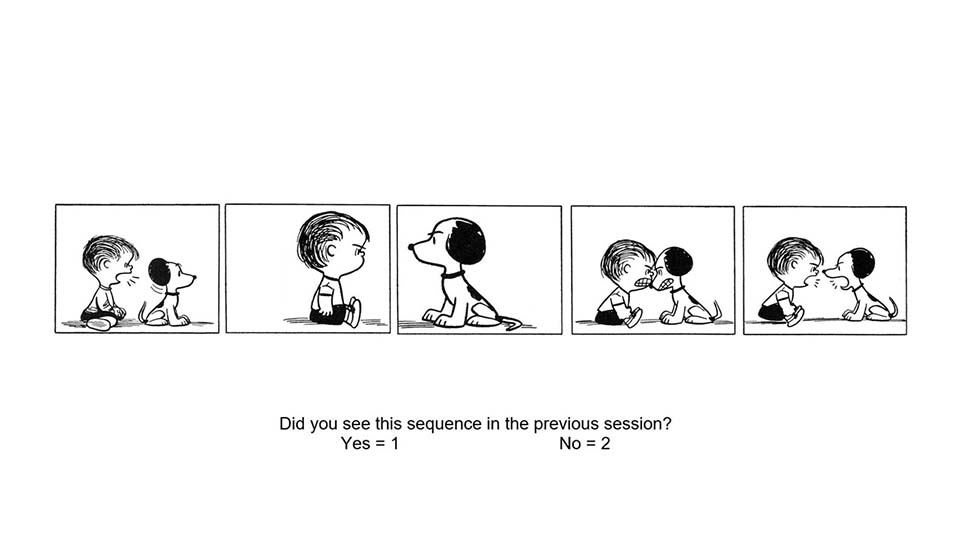 Did you see this sequence in the previous session?
Yes = 1 No = 2